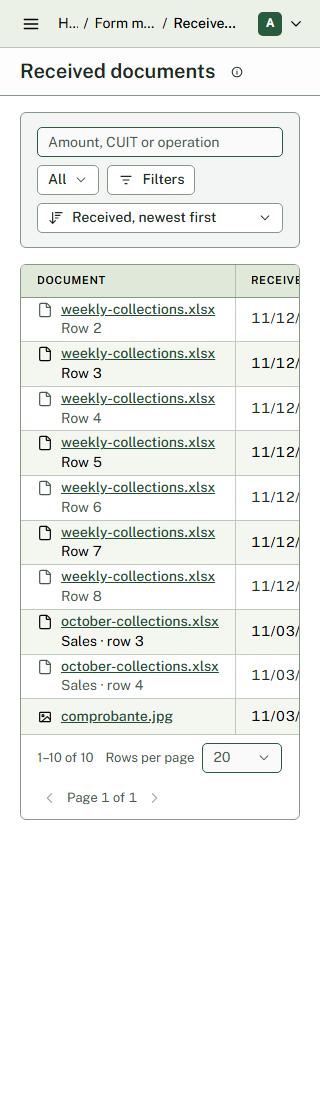 H... / Form m... / Receive... A
Received documents
Amount, CUIT or operation
All Filters
Received, newest first
DOCUMENT RECEIVE
weekly-collections.xlsx 11/12/
Row 2
weekly-collections.xlsx 11/12/
Row 3
weekly-collections.xlsx 11/12/
Row 4
weekly-collections.xlsx 11/12/
Row 5
weekly-collections.xlsx 11/12/
Row 6
weekly-collections.xlsx 11/12/
Row 7
weekly-collections.xlsx 11/12/
Row 8
october-collections.xlsx 11/03/
Sales · row 3
october-collections.xlsx 11/03/
Sales · row 4
comprobante.jpg 11/03/
1–10 of 10 Rows per page 20
Page 1 of 1